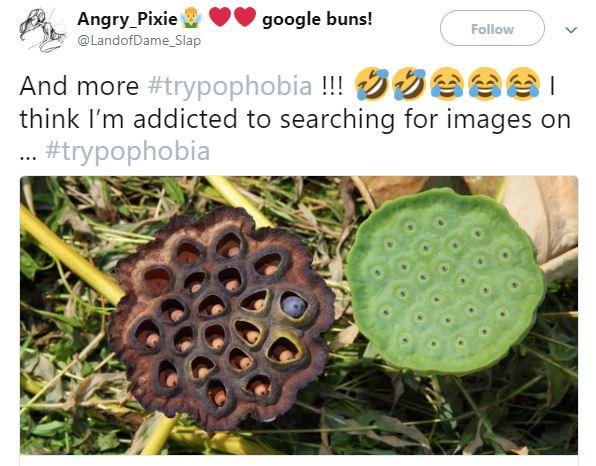 Angry_Pixie🧚‍♂️ ❤️❤️ google buns!
@LandofDame_Slap
Follow
And more #trypophobia !!! 🤣🤣😂😂😂 I
think I’m addicted to searching for images on
... #trypophobia